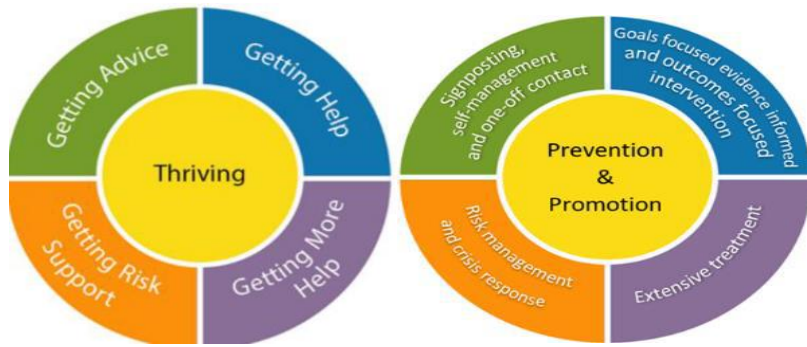 Getting Advice
Getting Help
Thriving
Getting Risk
Support
Getting More
Help
Signposting,
self-management
and one-off contact
Goals focused evidence informed
and outcomes focused
intervention
Prevention
&
Promotion
Risk management
and crisis response
Extensive treatment